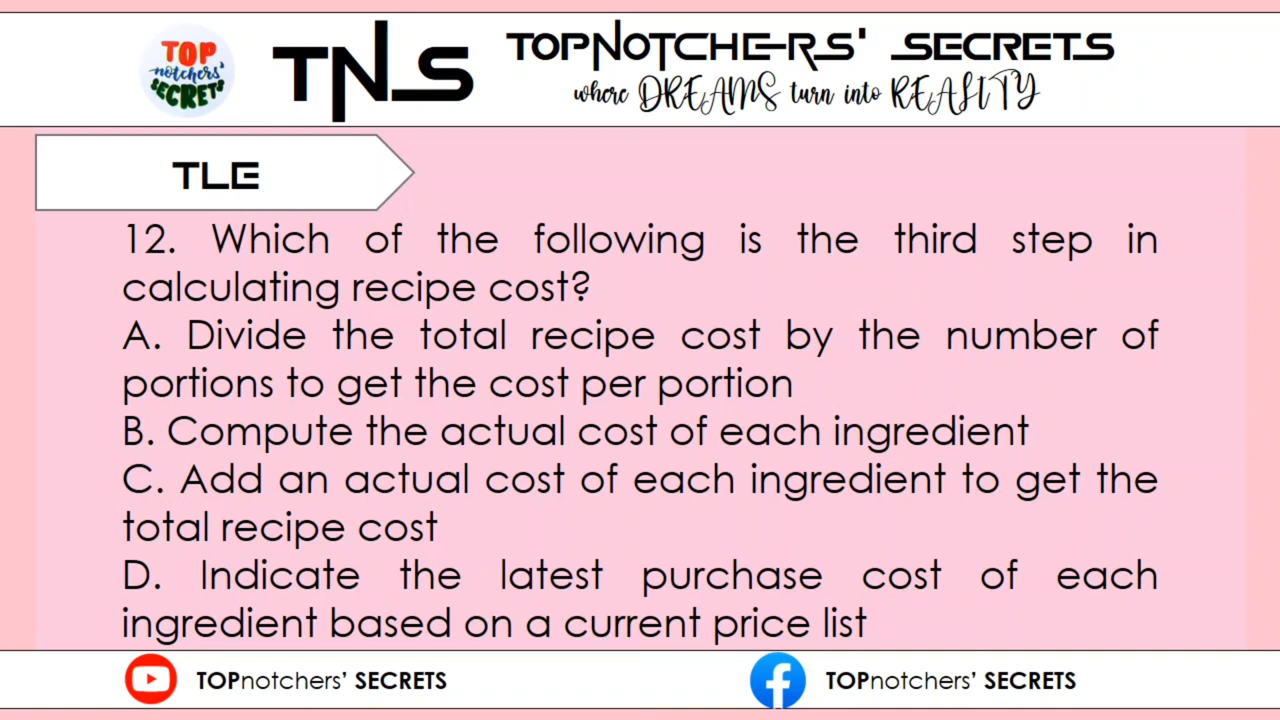 TOP
notchers'
SECRETS
TNS
TOPNOTCHERS' SECRETS
where DREAMS turn into REALITY
TLE
12. Which of the following is the third step in
calculating recipe cost?
A. Divide the total recipe cost by the number of
portions to get the cost per portion
B. Compute the actual cost of each ingredient
C. Add an actual cost of each ingredient to get the
total recipe cost
D. Indicate the latest purchase cost of each
ingredient based on a current price list
TOPnotchers' SECRETS
TOPnotchers' SECRETS